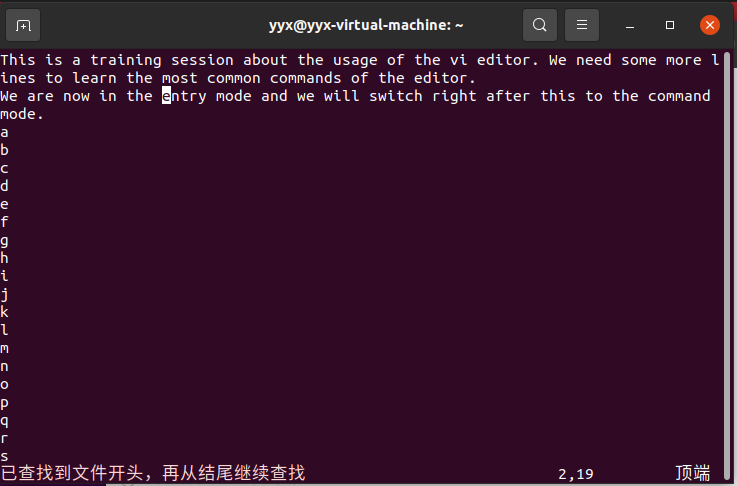 yyx@yyx-virtual-machine: ~
This is a training session about the usage of the vi editor. We need some more l
ines to learn the most common commands of the editor.
We are now in the entry mode and we will switch right after this to the command
mode.
a
b
c
d
e
f
g
h
i
j
k
l
m
n
o
p
q
r
s
已查找到文件开头，再从结尾继续查找 2,19 顶端